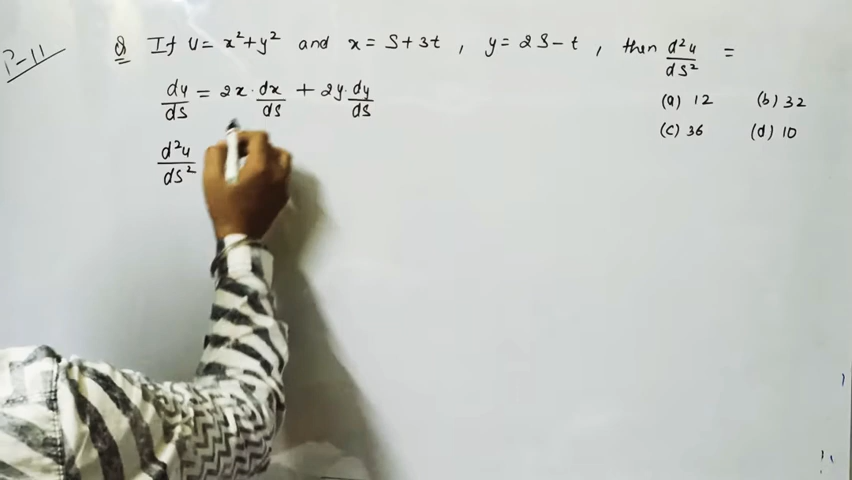 P-11
Q If U = x² + y² and x = S + 3t , y = 2S - t , then d²u/ds² =
du/ds = 2x · dx/ds + 2y · dy/ds
(a) 12 (b) 32
(c) 36 (d) 10
d²u/ds²